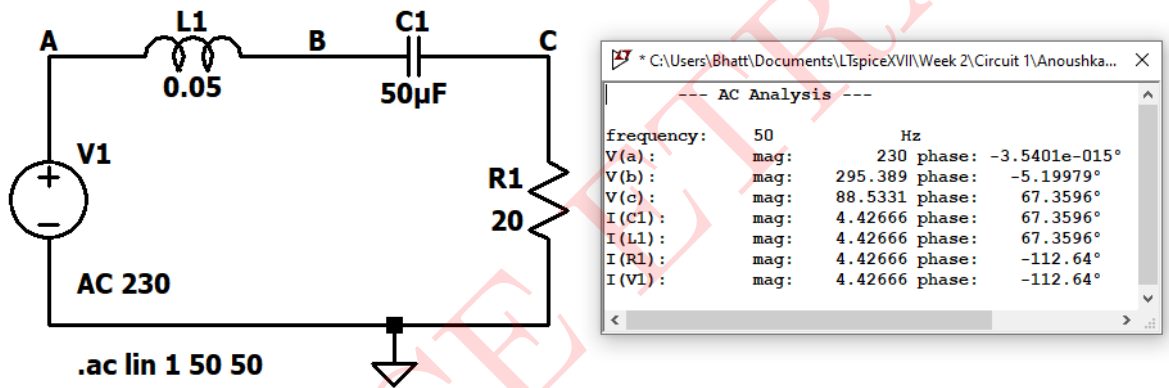 L1
C1
A
B
C
0.05
50µF
V1
R1
20
AC 230
.ac lin 1 50 50
* C:\Users\Bhatt\Documents\LTspiceXVII\Week 2\Circuit 1\Anoushka...
--- AC Analysis ---
frequency: 50 Hz
V(a): mag: 230 phase: -3.5401e-015°
V(b): mag: 295.389 phase: -5.19979°
V(c): mag: 88.5331 phase: 67.3596°
I(C1): mag: 4.42666 phase: 67.3596°
I(L1): mag: 4.42666 phase: 67.3596°
I(R1): mag: 4.42666 phase: -112.64°
I(V1): mag: 4.42666 phase: -112.64°